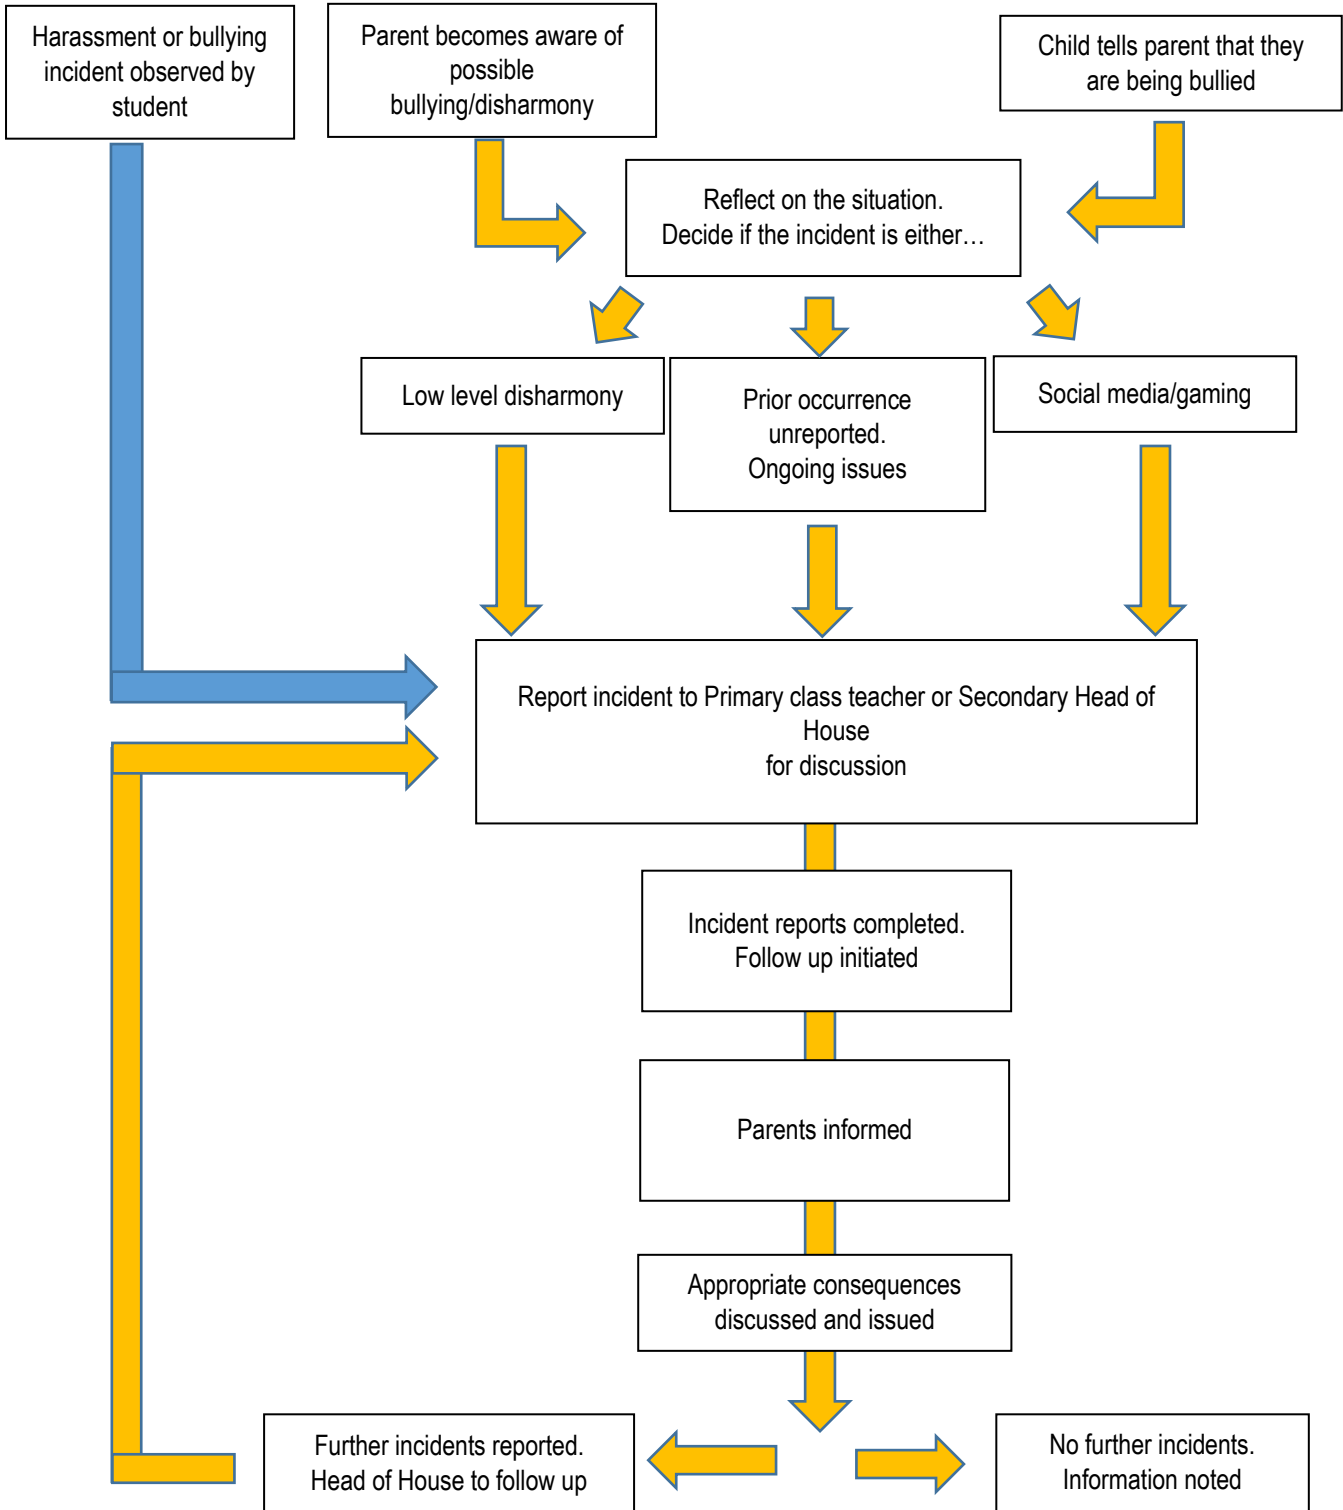 Harassment or bullying
incident observed by
student
Parent becomes aware of
possible
bullying/disharmony
Child tells parent that they
are being bullied
Reflect on the situation.
Decide if the incident is either…
Low level disharmony
Prior occurrence
unreported.
Ongoing issues
Social media/gaming
Report incident to Primary class teacher or Secondary Head of
House
for discussion
Incident reports completed.
Follow up initiated
Parents informed
Appropriate consequences
discussed and issued
Further incidents reported.
Head of House to follow up
No further incidents.
Information noted